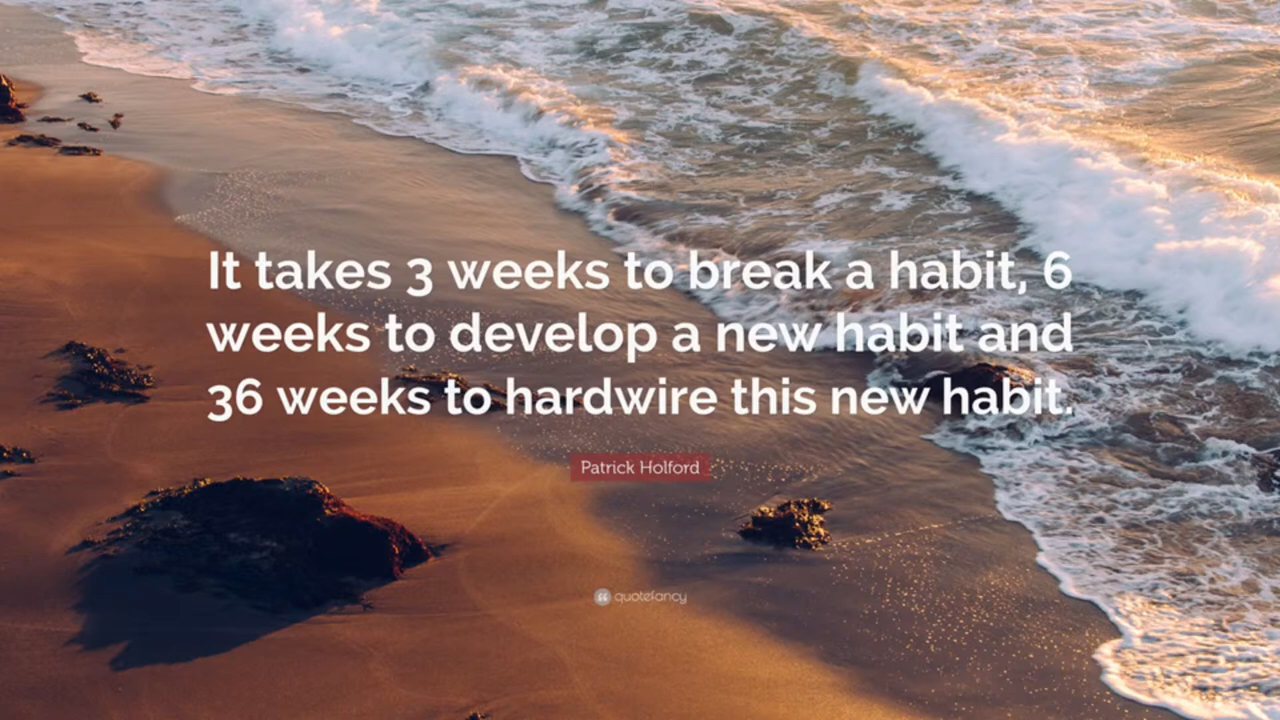 It takes 3 weeks to break a habit, 6
weeks to develop a new habit and
36 weeks to hardwire this new habit.
Patrick Holford
quotefancy